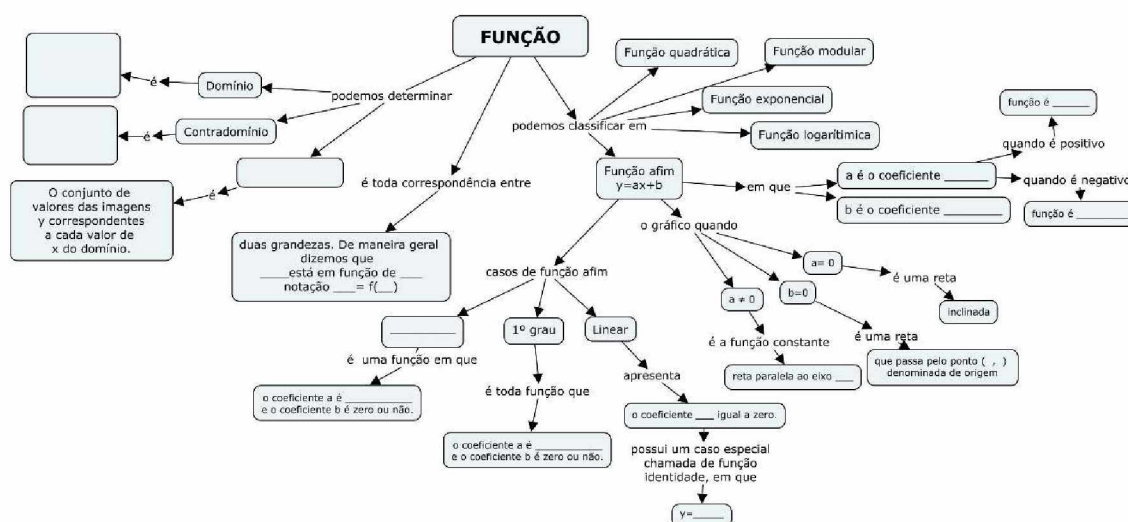 FUNÇÃO
Função quadrática
Função modular
Função exponencial
Função logarítimica
podemos classificar em
é
Domínio
podemos determinar
é
Contradomínio
é
O conjunto de
valores das imagens
y correspondentes
a cada valor de
x do domínio.
é toda correspondência entre
duas grandezas. De maneira geral
dizemos que
____está em função de ___
notação ___= f(__)
Função afim
y=ax+b
em que
a é o coeficiente _______
b é o coeficiente _________
quando é positivo
função é ______
quando é negativo
função é ________
o gráfico quando
a= 0
é uma reta
inclinada
b=0
é uma reta
que passa pelo ponto ( , )
denominada de origem
a ≠ 0
é a função constante
reta paralela ao eixo ___
casos de função afim
__________
é uma função em que
o coeficiente a é ___________
e o coeficiente b é zero ou não.
1º grau
é toda função que
o coeficiente a é ___________
e o coeficiente b é zero ou não.
Linear
apresenta
o coeficiente ___ igual a zero.
possui um caso especial
chamada de função
identidade, em que
y=_____